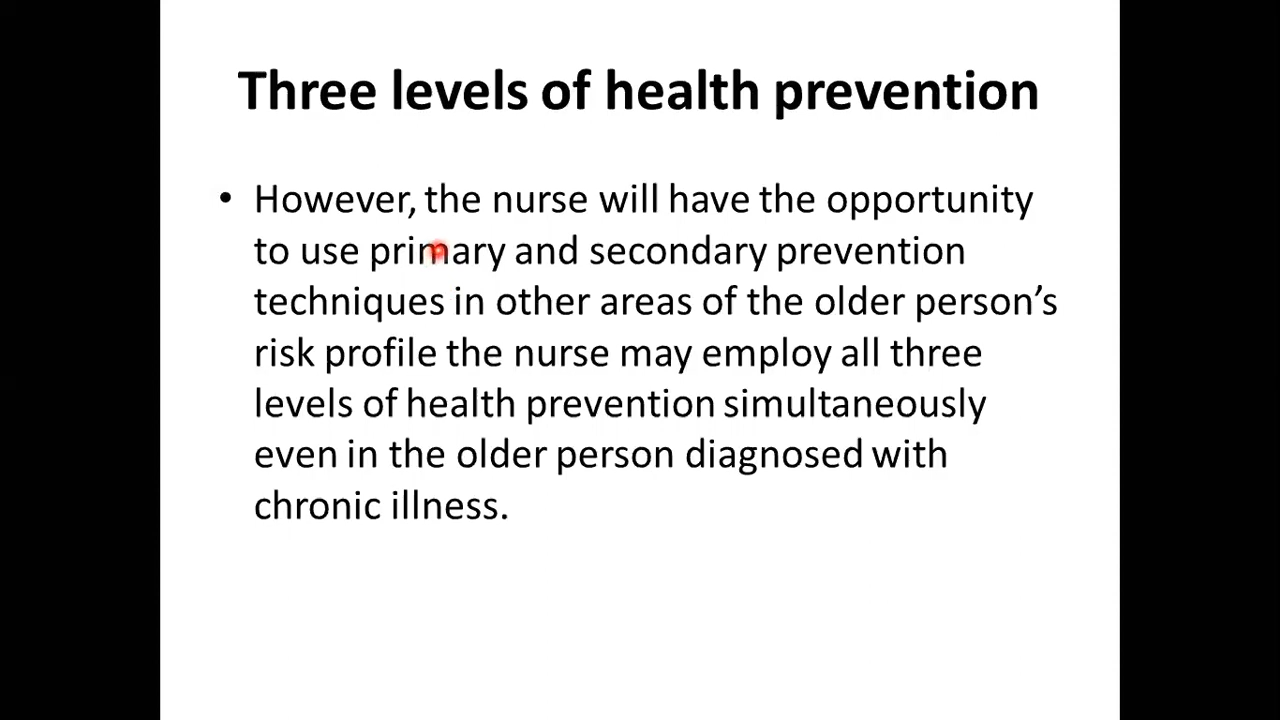 Three levels of health prevention
• However, the nurse will have the opportunity
to use primary and secondary prevention
techniques in other areas of the older person’s
risk profile the nurse may employ all three
levels of health prevention simultaneously
even in the older person diagnosed with
chronic illness.